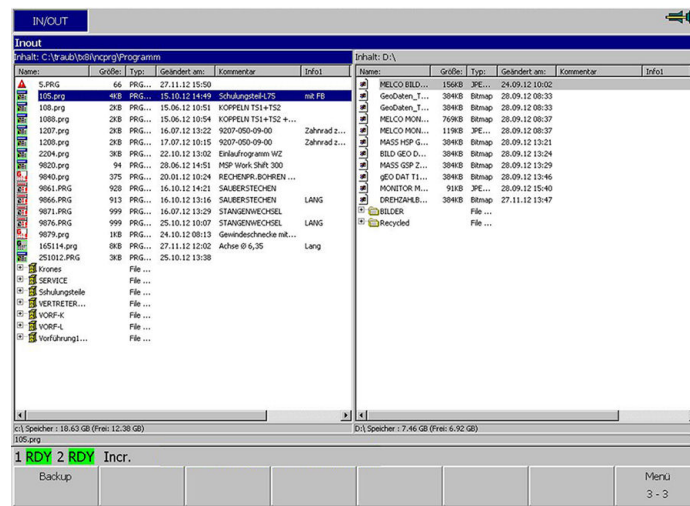 IN/OUT
Inout
Inhalt: C:\traub\tx8i\ncprg\Programm
Name: Größe: Typ: Geändert am: Kommentar Info1
5.PRG 66 PRG... 27.11.12 15:50
105.prg 4KB PRG... 15.10.12 14:49 Schulungsteil-L75 mit FB
108.prg 2KB PRG... 15.06.12 10:51 KOPPELN TS1+TS2
1088.prg 2KB PRG... 15.06.12 10:54 KOPPELN TS1+TS2 +...
1207.prg 2KB PRG... 16.07.12 13:22 9207-050-09-00 Zahnrad z...
1208.prg 2KB PRG... 17.07.12 10:15 9207-050-09-00 Zahnrad z...
2204.prg 3KB PRG... 22.10.12 13:02 Einlaufrogramm WZ
9820.prg 94 PRG... 28.06.12 14:51 MSP Work Shift 300
9840.prg 375 PRG... 20.01.12 10:24 RECHENPR.BOHREN ...
9861.PRG 928 PRG... 16.10.12 14:21 SAUBERSTECHEN
9866.PRG 913 PRG... 16.10.12 13:16 SAUBERSTECHEN LANG
9871.PRG 999 PRG... 16.07.12 13:29 STANGENWECHSEL
9876.PRG 999 PRG... 25.10.12 10:07 STANGENWECHSEL LANG
9879.prg 1KB PRG... 24.10.12 08:13 Gewindeschnecke mit...
165114.prg 8KB PRG... 27.11.12 12:02 Achse Ø 6,35 Lang
251012.PRG 3KB PRG... 25.10.12 13:38
Krones File ...
SERVICE File ...
Sshulungsteile File ...
VERTRETER... File ...
VORF-K File ...
VORF-L File ...
Vorführung1... File ...
c:\ Speicher : 18.63 GB (Frei: 12.38 GB)
105.prg
Inhalt: D:\
Name: Größe: Typ: Geändert am: Kommentar Info1
MELCO BILD... 156KB JPE... 24.09.12 10:02
GeoDaten_T... 384KB Bitmap 28.09.12 08:33
GeoDaten_T... 384KB Bitmap 28.09.12 08:33
MELCO MON... 769KB Bitmap 28.09.12 08:37
MELCO MON... 119KB JPE... 28.09.12 08:37
MASS HSP G... 384KB Bitmap 28.09.12 13:21
BILD GEO D... 384KB Bitmap 28.09.12 13:24
MASS GSP Z... 384KB Bitmap 28.09.12 13:29
gEO DAT T1... 384KB Bitmap 28.09.12 13:46
MONITOR M... 91KB JPE... 28.09.12 15:40
DREHZAHLB... 384KB Bitmap 27.11.12 13:47
BILDER File ...
Recycled File ...
D:\ Speicher : 7.46 GB (Frei: 6.92 GB)
1 RDY 2 RDY Incr.
Backup
Menü
3 - 3